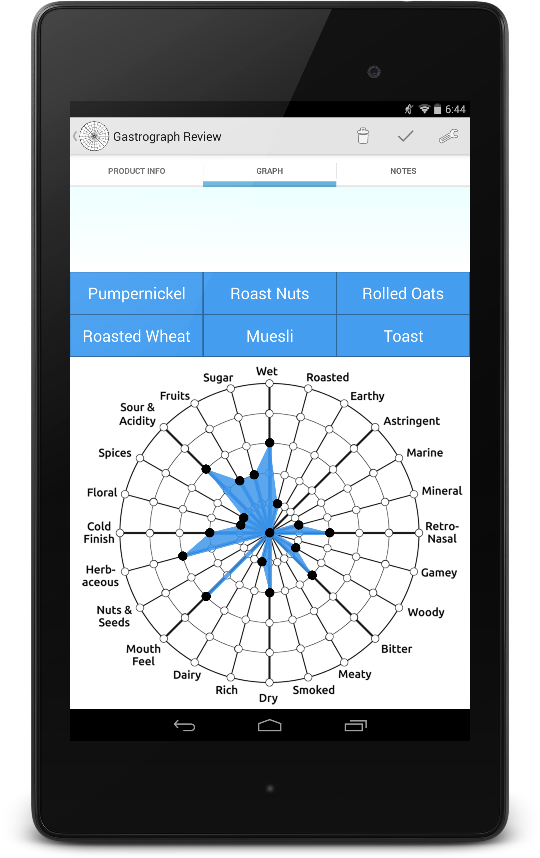 6:44
Gastrograph Review
PRODUCT INFO
GRAPH
NOTES
Pumpernickel
Roast Nuts
Rolled Oats
Roasted Wheat
Muesli
Toast
Wet
Roasted
Earthy
Astringent
Marine
Mineral
Retro-
Nasal
Gamey
Woody
Bitter
Meaty
Smoked
Dry
Rich
Dairy
Mouth
Feel
Nuts &
Seeds
Herb-
aceous
Cold
Finish
Floral
Spices
Sour &
Acidity
Fruits
Sugar